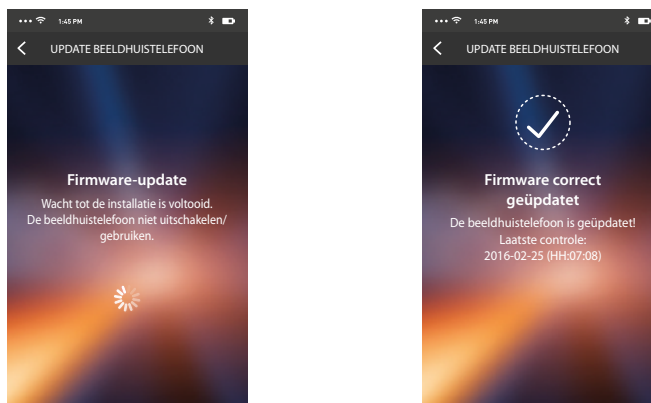 1:45 PM
UPDATE BEELDHUISTELEFOON
Firmware-update
Wacht tot de installatie is voltooid.
De beeldhuistelefoon niet uitschakelen/
gebruiken.
1:45 PM
UPDATE BEELDHUISTELEFOON
Firmware correct
geüpdatet
De beeldhuistelefoon is geüpdatet!
Laatste controle:
2016-02-25 (HH:07:08)